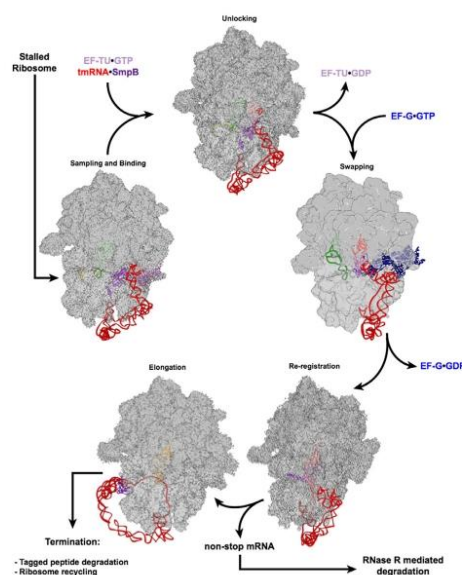 Unlocking
Stalled
Ribosome
EF-TU•GTP
tmRNA•SmpB
EF-TU•GDP
EF-G•GTP
Sampling and Binding
Swapping
EF-G•GDP
Elongation
Re-registration
Termination:
- Tagged peptide degradation
- Ribosome recycling
non-stop mRNA
RNase R mediated
degradation